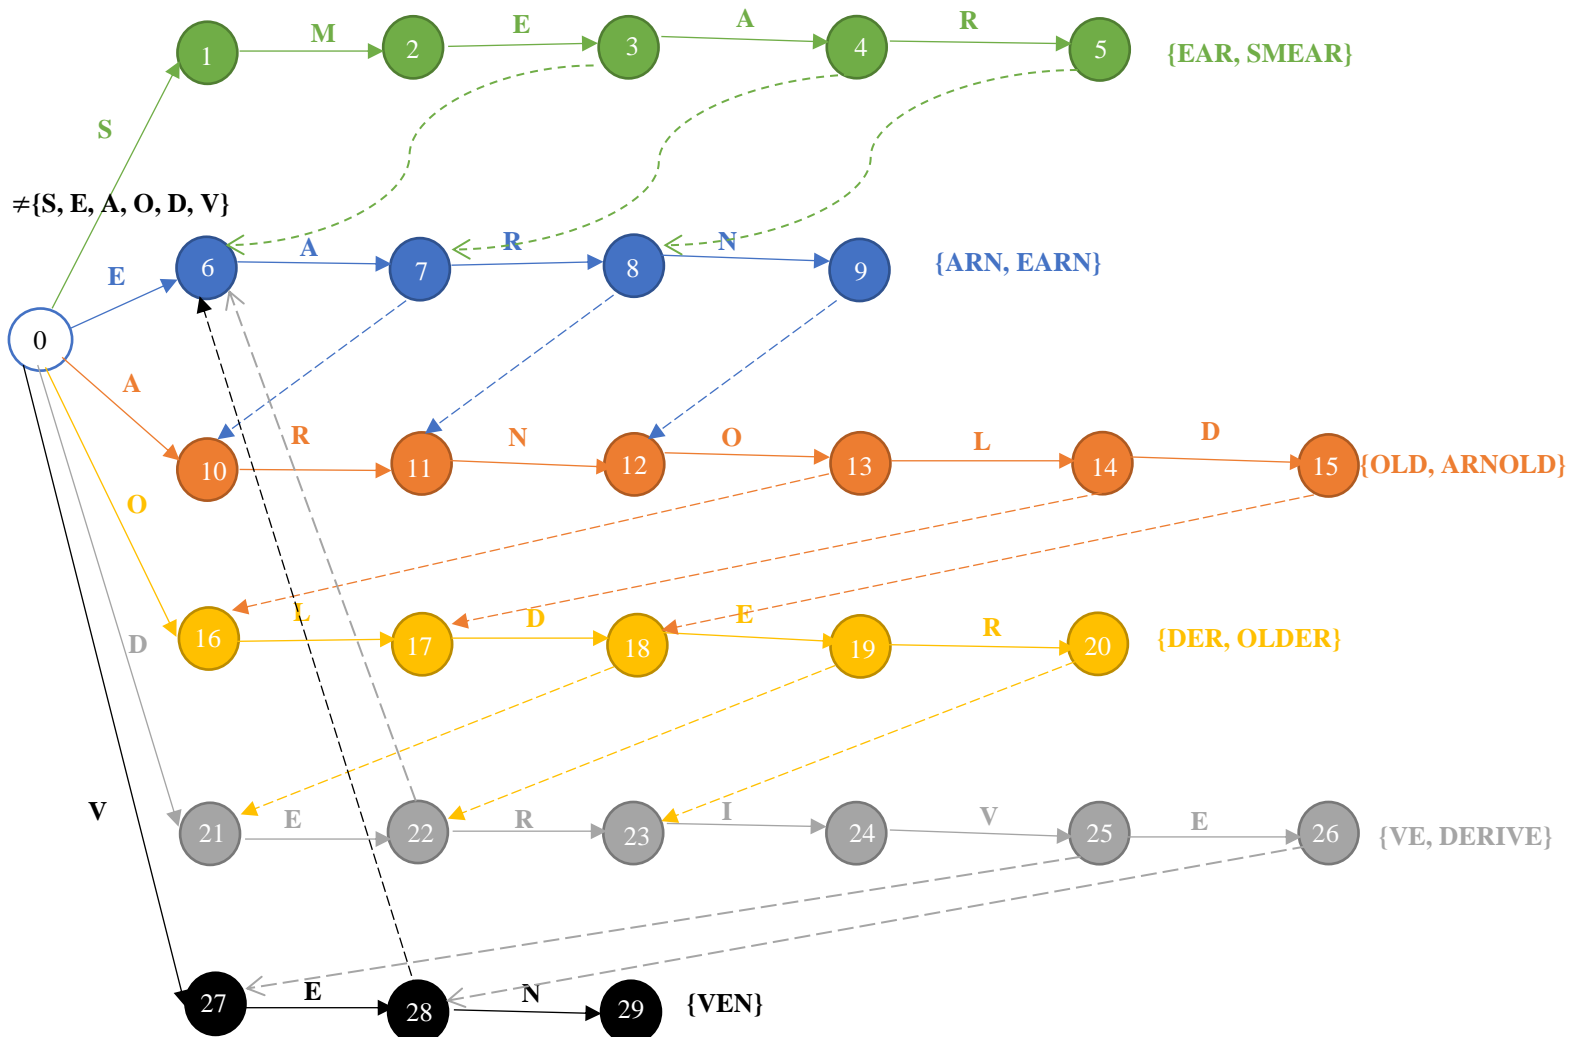 M E A R
1 2 3 4 5 {EAR, SMEAR}
S
≠{S, E, A, O, D, V}
E A R N
6 7 8 9 {ARN, EARN}
0
A R N O L D
10 11 12 13 14 15 {OLD, ARNOLD}
O
L D E R
16 17 18 19 20 {DER, OLDER}
D
V E R I V E
21 22 23 24 25 26 {VE, DERIVE}
E N
27 28 29 {VEN}